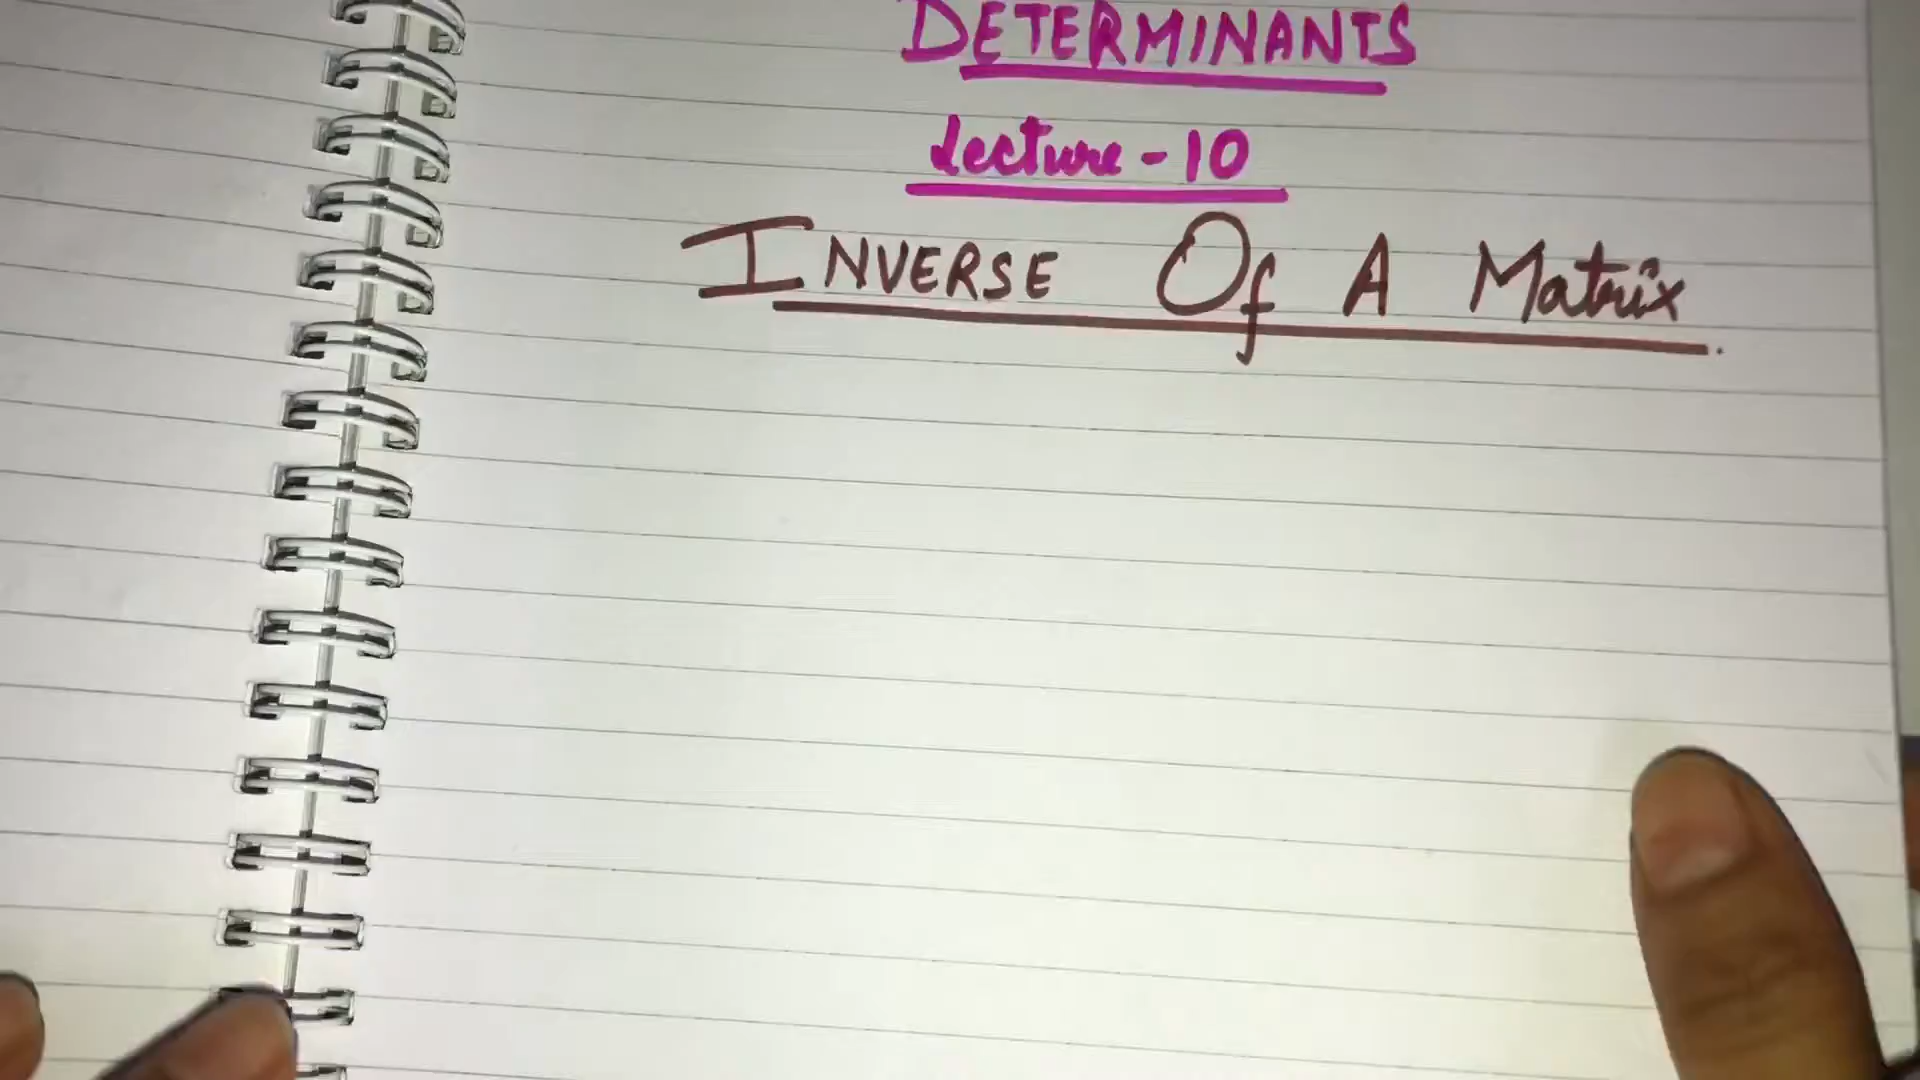 DETERMINANTS
Lecture - 10
INVERSE Of A Matrix.